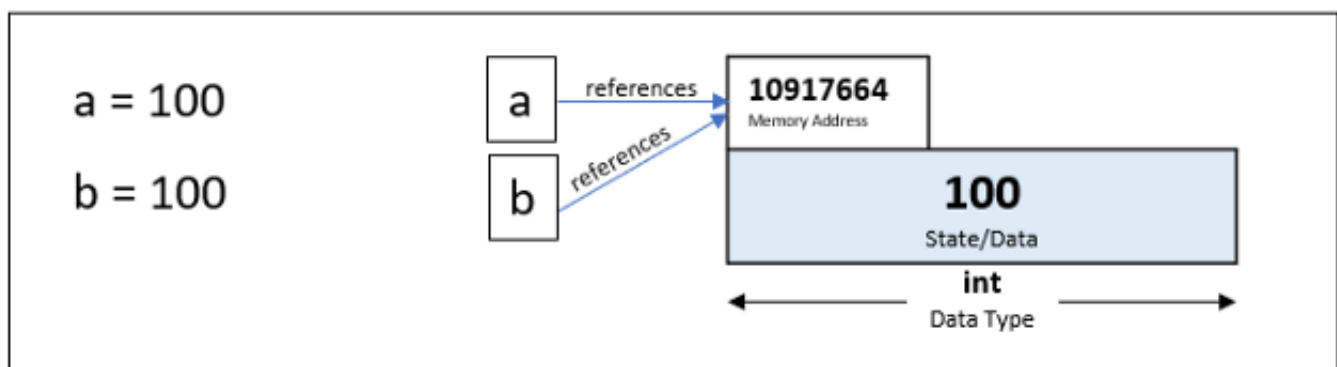 a = 100
b = 100
a
references
b
references
10917664
Memory Address
100
State/Data
int
Data Type